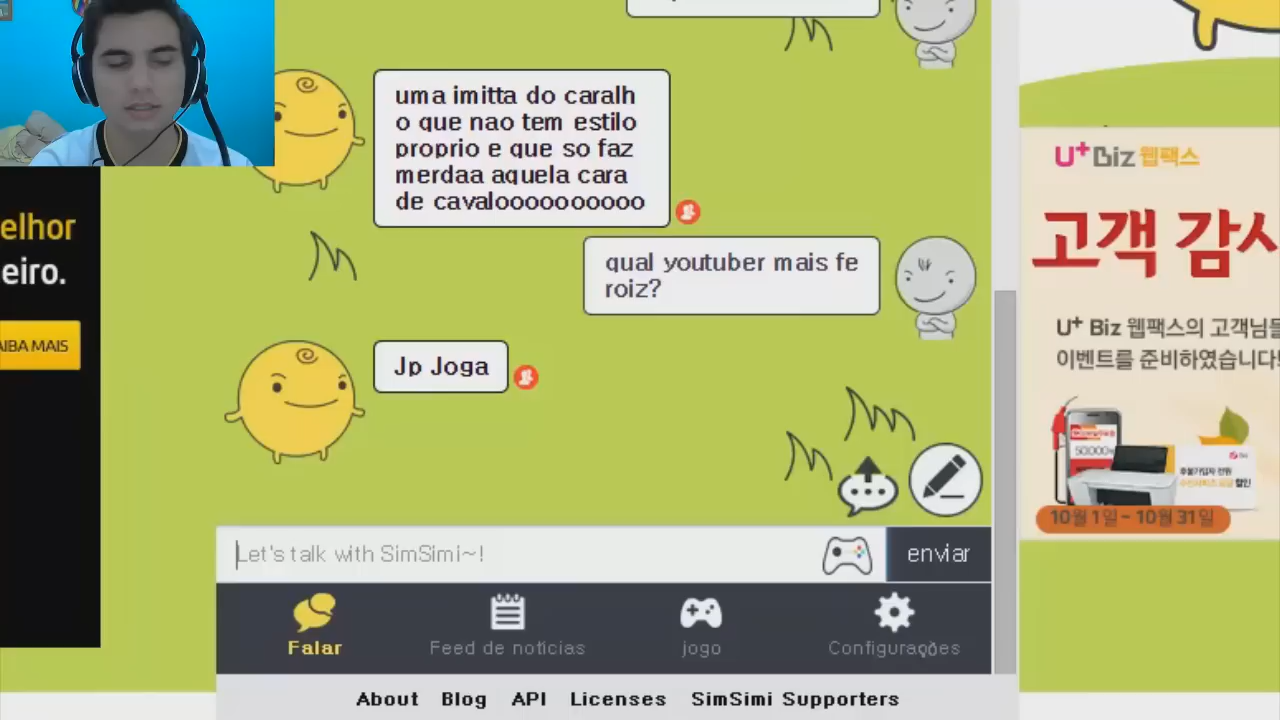 uma imitta do caralh
o que nao tem estilo
proprio e que so faz
merdaa aquela cara
de cavaloooooooooo
qual youtuber mais fe
roiz?
Jp Joga
Let's talk with SimSimi~!
enviar
Falar
Feed de notícias
jogo
Configurações
About Blog API Licenses SimSimi Supporters
elhor
eiro.
AIBA MAIS
U+ Biz 웹팩스
고객 감사
U+ Biz 웹팩스의 고객님들
이벤트를 준비하였습니다!
50,000
10월 1일 ~ 10월 31일